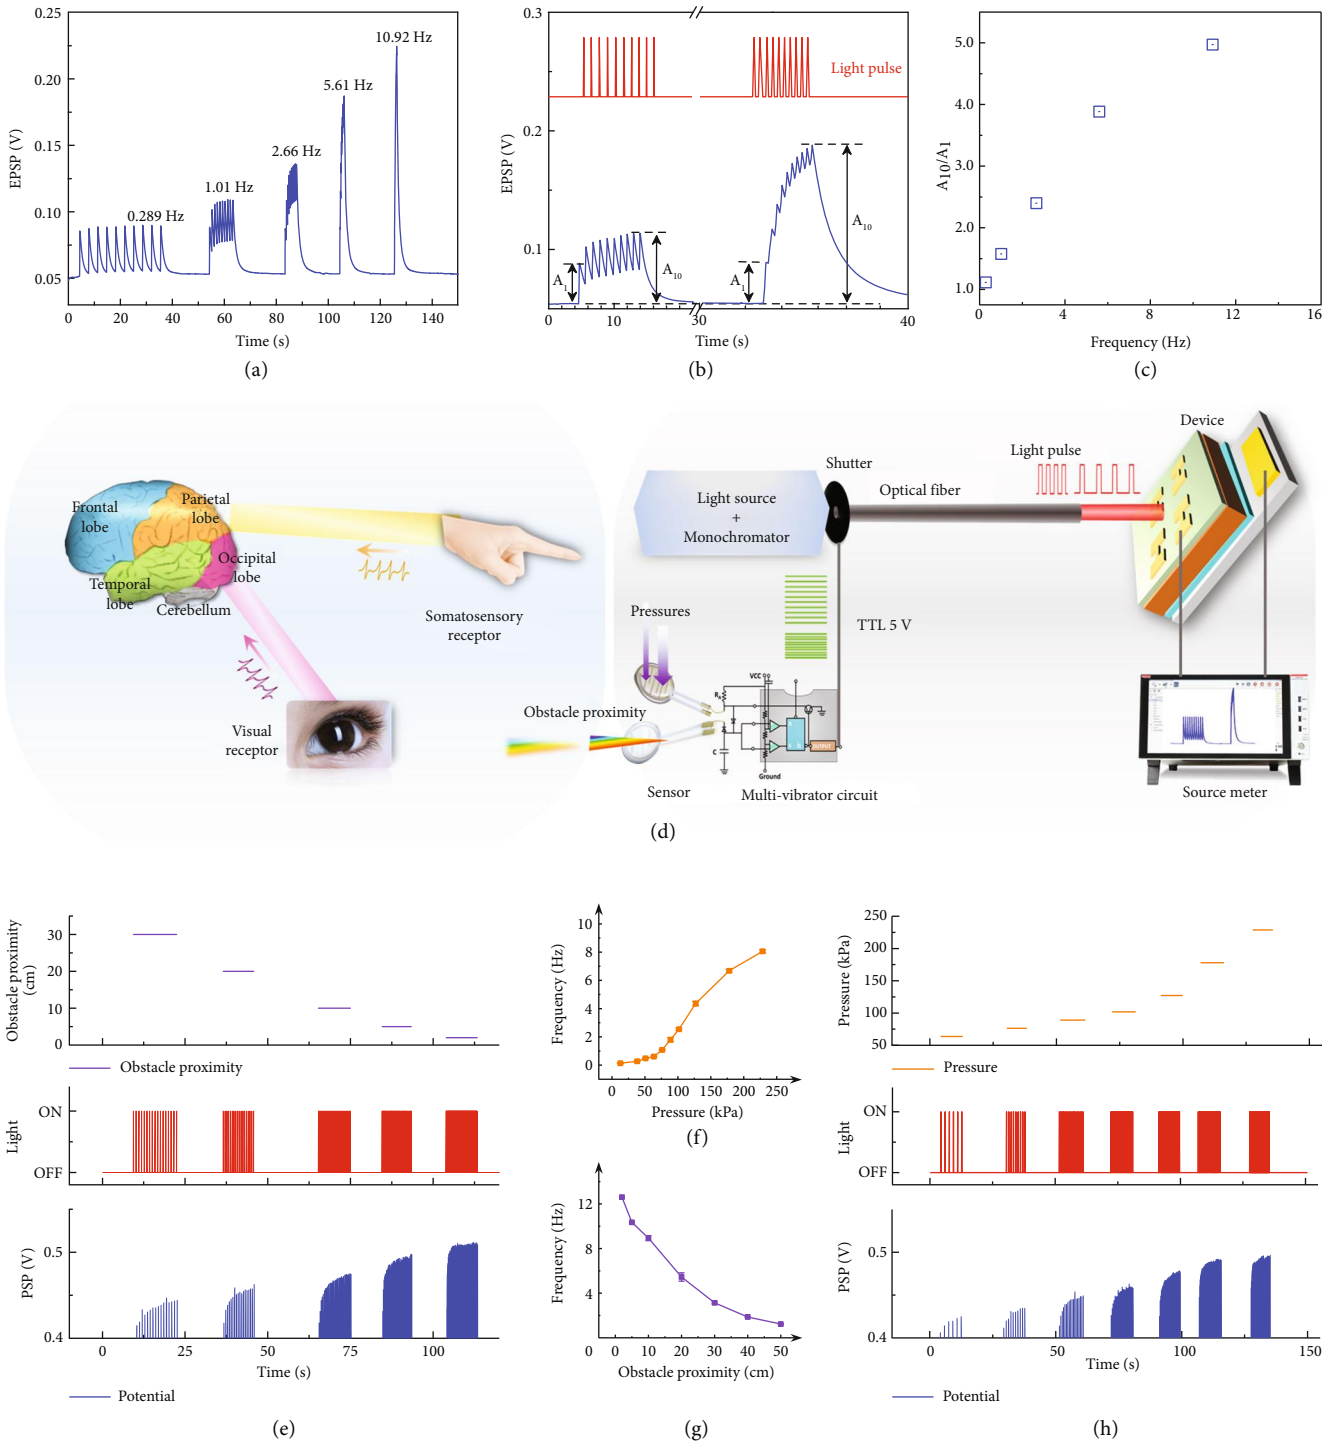 0.25
0.20
0.15
0.10
0.05
EPSP (V)
0.289 Hz
1.01 Hz
2.66 Hz
5.61 Hz
10.92 Hz
0 20 40 60 80 100 120 140
Time (s)
(a)
0.3
0.2
0.1
EPSP (V)
Light pulse
A1
A10
A1
A10
0 10 30 40
Time (s)
(b)
5.0
4.0
3.0
2.0
1.0
A10/A1
0 4 8 12 16
Frequency (Hz)
(c)
Frontal
lobe
Parietal
lobe
Occipital
lobe
Temporal
lobe
Cerebellum
Somatosensory
receptor
Visual
receptor
Light source
+
Monochromator
Shutter
Optical fiber
Light pulse
Device
Pressures
TTL 5 V
Obstacle proximity
VCC
C
OUTPUT
Ground
Sensor
Multi-vibrator circuit
Source meter
(d)
30
20
10
0
Obstacle proximity
(cm)
Obstacle proximity
ON
OFF
Light
0.5
0.4
PSP (V)
0 25 50 75 100
Time (s)
Potential
(e)
10
8
6
4
2
0
Frequency (Hz)
0 50 100 150 200 250
Pressure (kPa)
(f)
12
8
4
Frequency (Hz)
0 0 10 20 30 40 50
Obstacle proximity (cm)
(g)
250
200
150
100
50
Pressure (kPa)
Pressure
ON
OFF
Light
0.5
0.4
PSP (V)
0 50 100 150
Time (s)
Potential
(h)